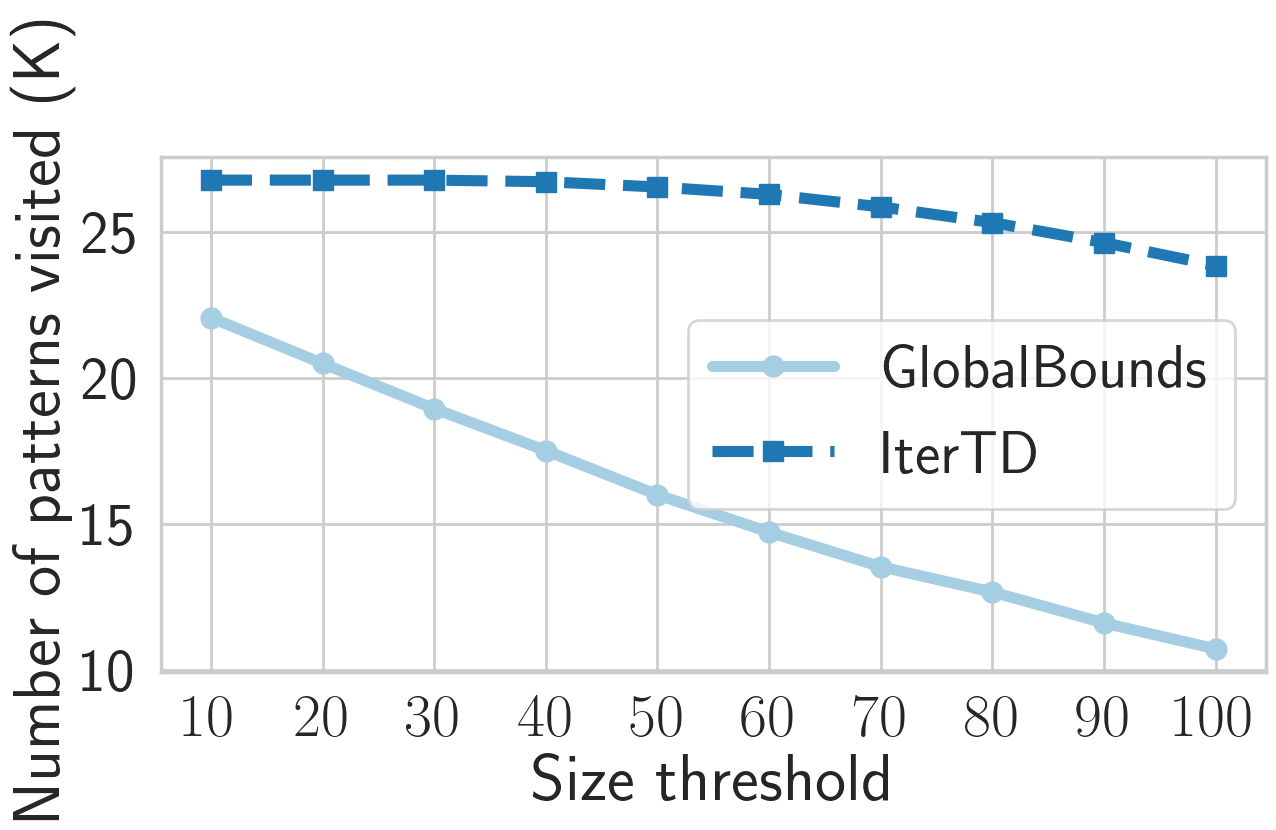 Number of patterns visited (K)
25
20
15
10
GlobalBounds
IterTD
10 20 30 40 50 60 70 80 90 100
Size threshold